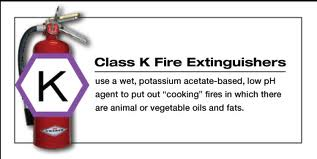 K
Class K Fire Extinguishers
use a wet, potassium acetate-based, low pH
agent to put out "cooking" fires in which there
are animal or vegetable oils and fats.